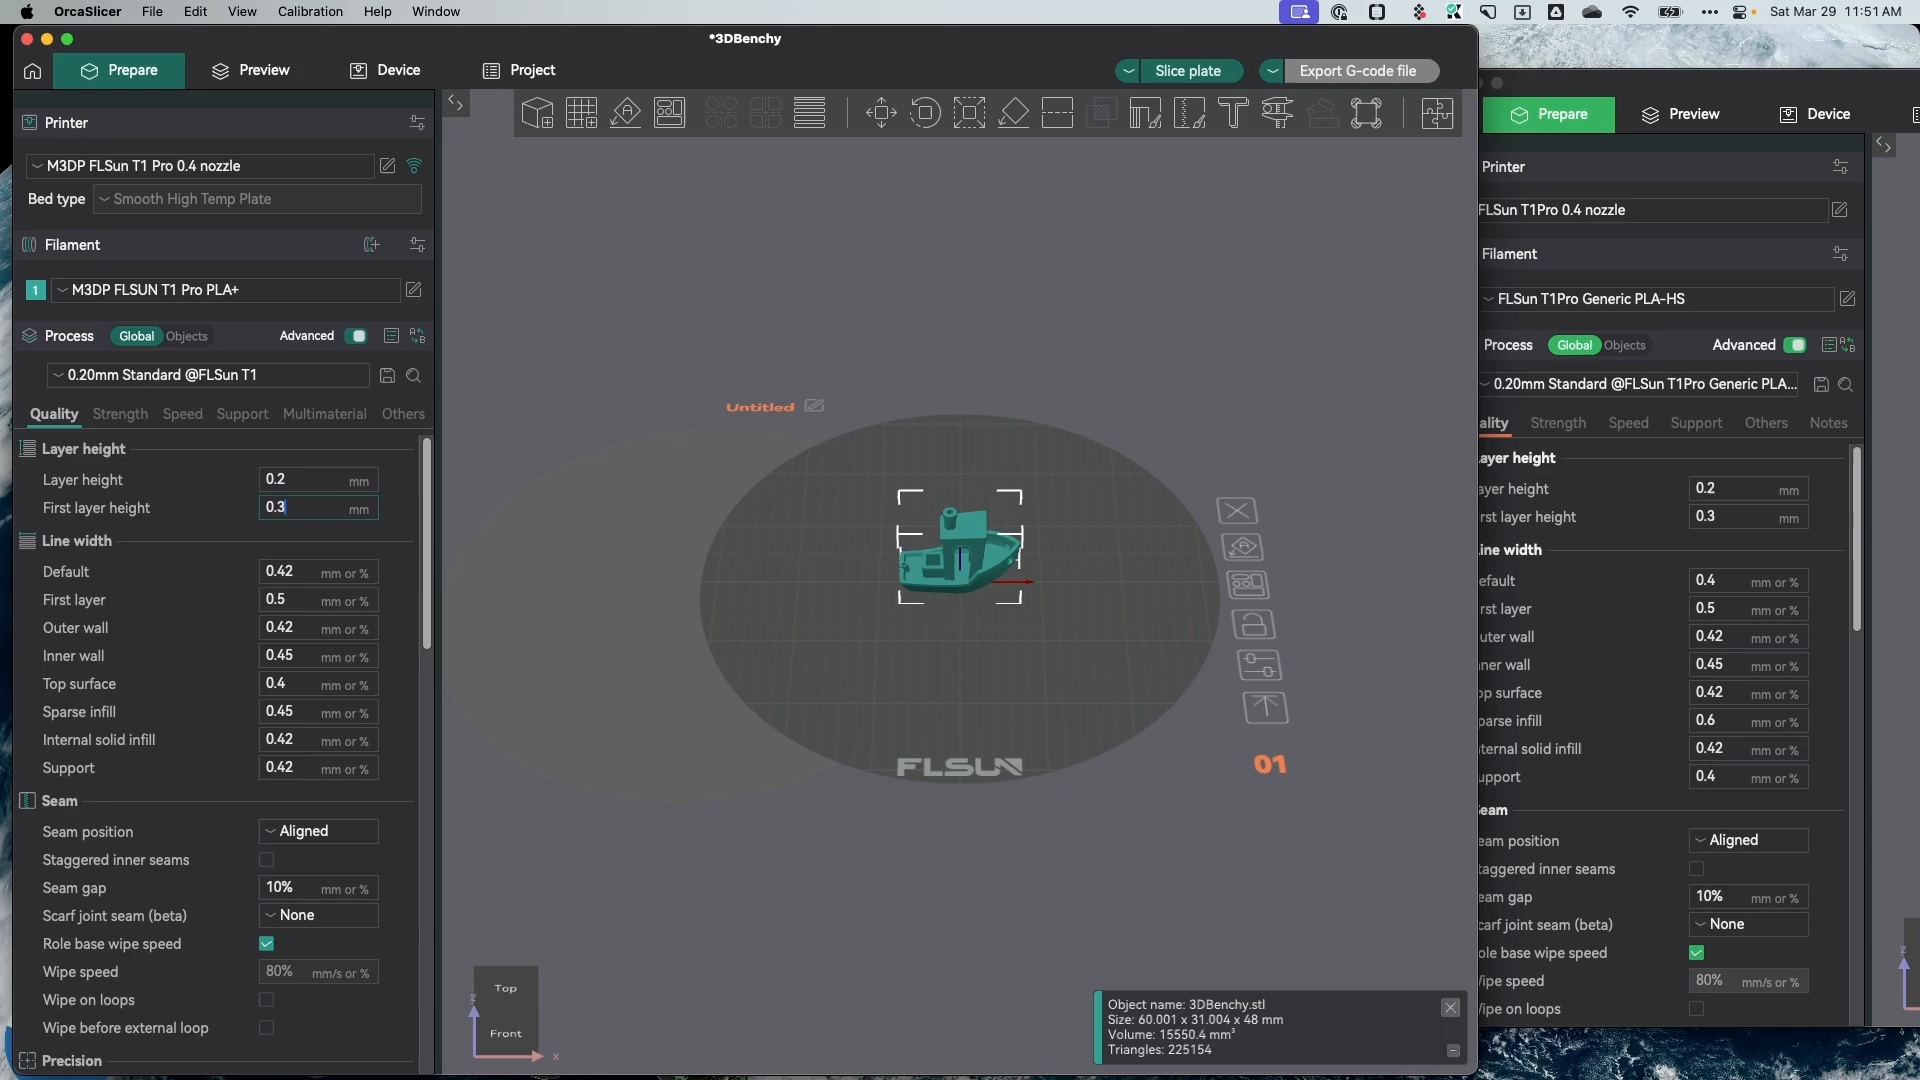 OrcaSlicer File Edit View Calibration Help Window
Sat Mar 29 11:51 AM
*3DBenchy
Prepare Preview Device Project
Slice plate Export G-code file
Printer
M3DP FLSun T1 Pro 0.4 nozzle
Bed type Smooth High Temp Plate
Filament
1 M3DP FLSUN T1 Pro PLA+
Process Global Objects Advanced
0.20mm Standard @FLSun T1
Quality Strength Speed Support Multimaterial Others
Layer height
Layer height 0.2 mm
First layer height 0.3 mm
Line width
Default 0.42 mm or %
First layer 0.5 mm or %
Outer wall 0.42 mm or %
Inner wall 0.45 mm or %
Top surface 0.4 mm or %
Sparse infill 0.45 mm or %
Internal solid infill 0.42 mm or %
Support 0.42 mm or %
Seam
Seam position Aligned
Staggered inner seams
Seam gap 10% mm or %
Scarf joint seam (beta) None
Role base wipe speed
Wipe speed 80% mm/s or %
Wipe on loops
Wipe before external loop
Precision
Untitled
FLSUN
01
Top
Front
z
x
Object name: 3DBenchy.stl
Size: 60.001 x 31.004 x 48 mm
Volume: 15550.4 mm³
Triangles: 225154
Prepare Preview Device
Printer
FLSun T1Pro 0.4 nozzle
Filament
FLSun T1Pro Generic PLA-HS
Process Global Objects Advanced
0.20mm Standard @FLSun T1Pro Generic PLA...
ality Strength Speed Support Others Notes
ayer height
ayer height 0.2 mm
rst layer height 0.3 mm
ine width
efault 0.4 mm or %
rst layer 0.5 mm or %
uter wall 0.42 mm or %
ner wall 0.45 mm or %
op surface 0.42 mm or %
parse infill 0.6 mm or %
ternal solid infill 0.42 mm or %
upport 0.4 mm or %
eam
eam position Aligned
taggered inner seams
eam gap 10% mm or %
carf joint seam (beta) None
ole base wipe speed
ipe speed 80% mm/s or %
ipe on loops
z